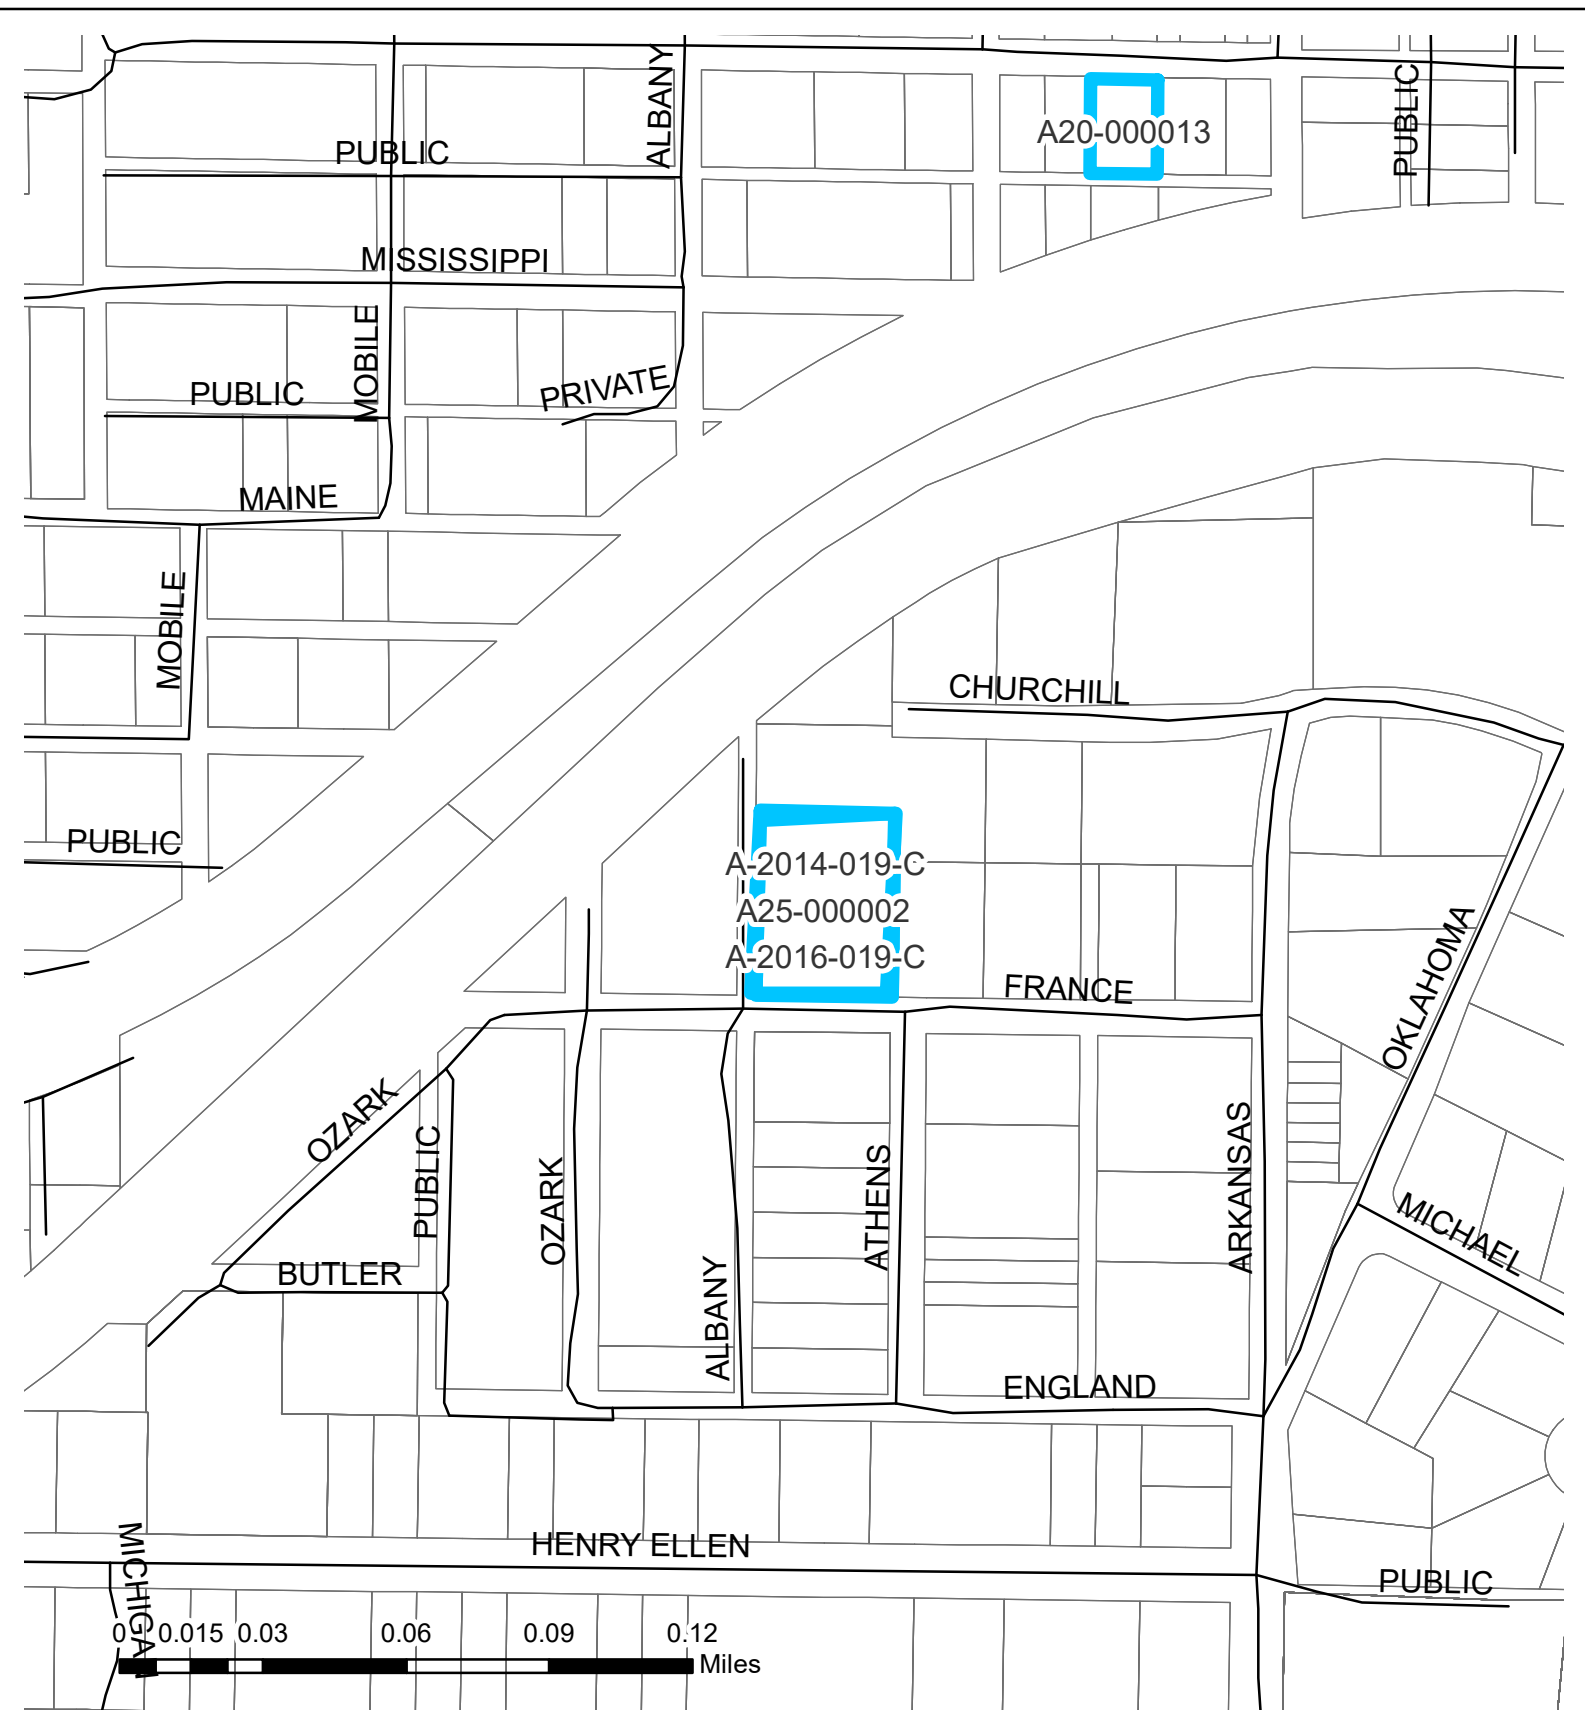 ALBANY
PUBLIC
A20-000013
PUBLIC
MISSISSIPPI
MOBILE
PUBLIC
PRIVATE
MAINE
MOBILE
CHURCHILL
PUBLIC
A-2014-019-C
A25-000002
A-2016-019-C
OKLAHOMA
FRANCE
OZARK
PUBLIC
OZARK
ATHENS
ARKANSAS
MICHAEL
BUTLER
ALBANY
ENGLAND
HENRY ELLEN
MICHIGAN
PUBLIC
0 0.015 0.03 0.06 0.09 0.12
Miles